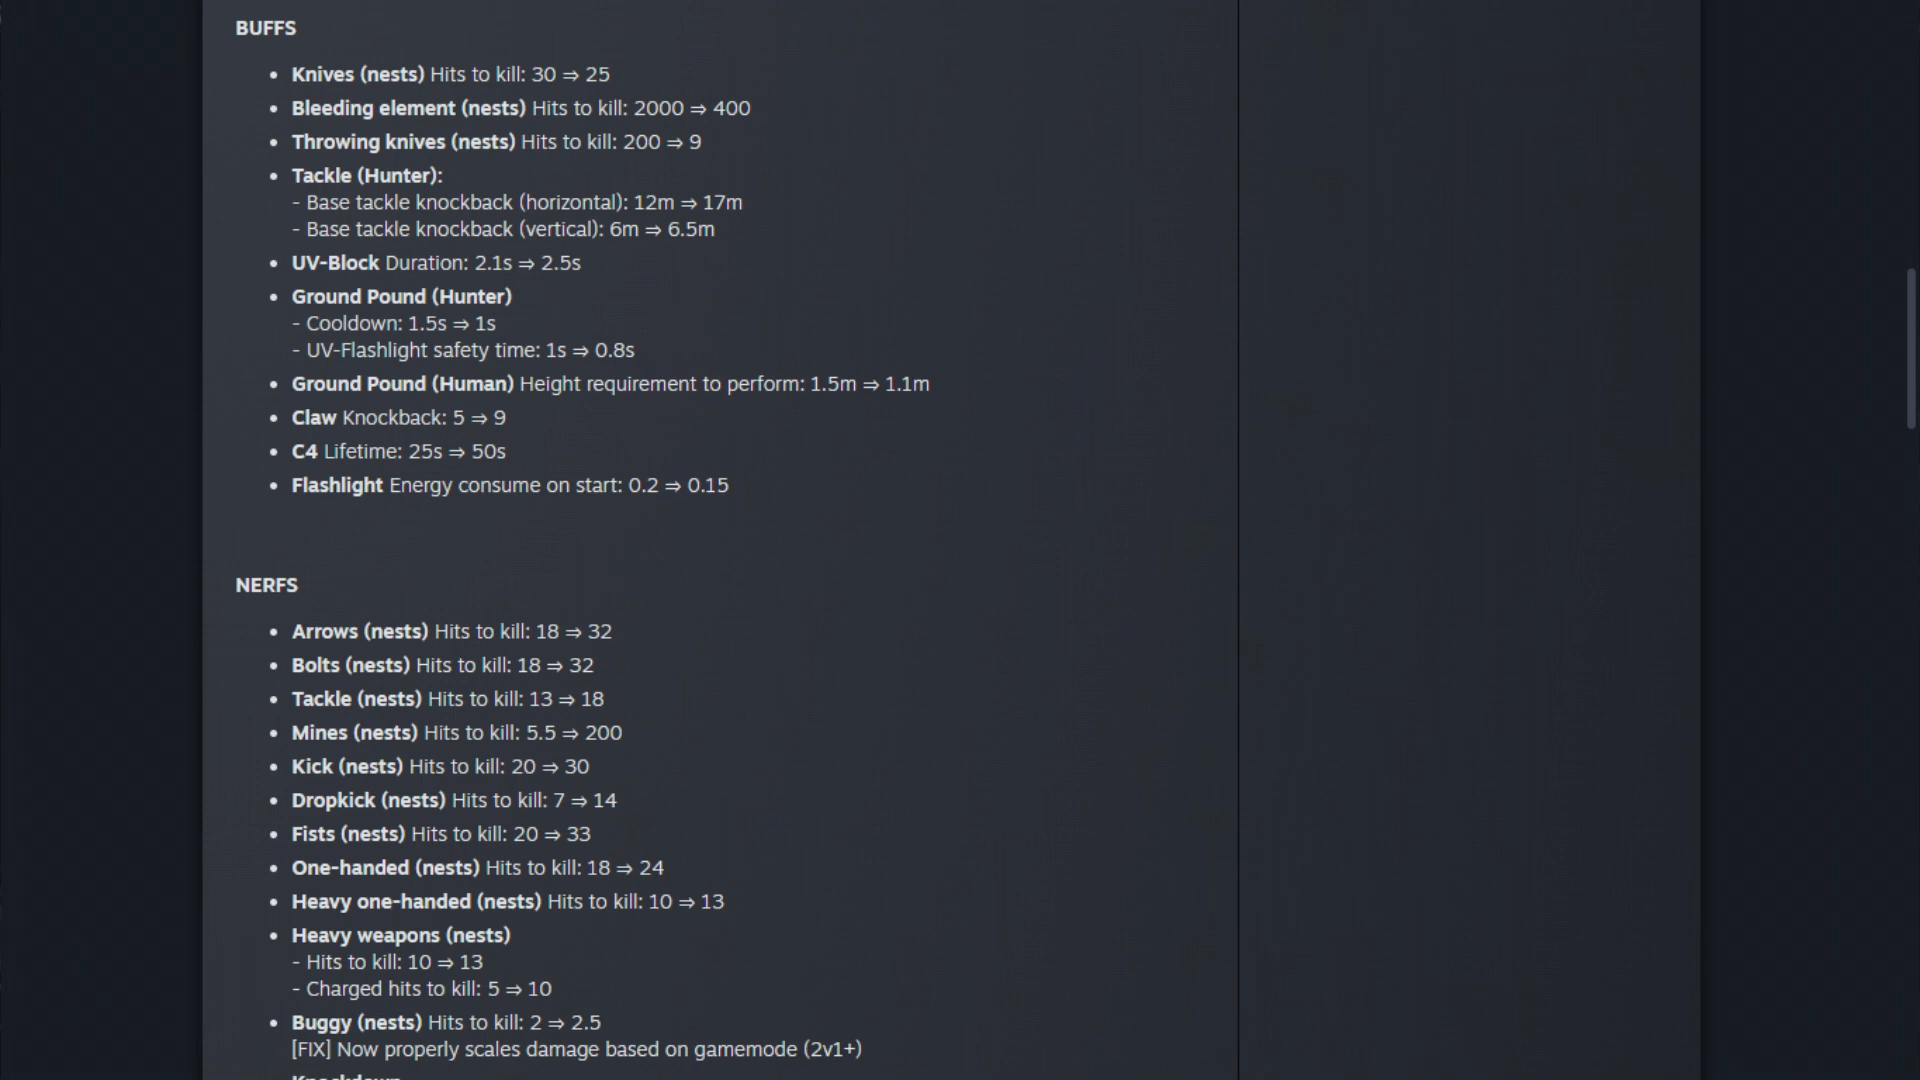 BUFFS
• Knives (nests) Hits to kill: 30 ⇒ 25
• Bleeding element (nests) Hits to kill: 2000 ⇒ 400
• Throwing knives (nests) Hits to kill: 200 ⇒ 9
• Tackle (Hunter):
- Base tackle knockback (horizontal): 12m ⇒ 17m
- Base tackle knockback (vertical): 6m ⇒ 6.5m
• UV-Block Duration: 2.1s ⇒ 2.5s
• Ground Pound (Hunter)
- Cooldown: 1.5s ⇒ 1s
- UV-Flashlight safety time: 1s ⇒ 0.8s
• Ground Pound (Human) Height requirement to perform: 1.5m ⇒ 1.1m
• Claw Knockback: 5 ⇒ 9
• C4 Lifetime: 25s ⇒ 50s
• Flashlight Energy consume on start: 0.2 ⇒ 0.15
NERFS
• Arrows (nests) Hits to kill: 18 ⇒ 32
• Bolts (nests) Hits to kill: 18 ⇒ 32
• Tackle (nests) Hits to kill: 13 ⇒ 18
• Mines (nests) Hits to kill: 5.5 ⇒ 200
• Kick (nests) Hits to kill: 20 ⇒ 30
• Dropkick (nests) Hits to kill: 7 ⇒ 14
• Fists (nests) Hits to kill: 20 ⇒ 33
• One-handed (nests) Hits to kill: 18 ⇒ 24
• Heavy one-handed (nests) Hits to kill: 10 ⇒ 13
• Heavy weapons (nests)
- Hits to kill: 10 ⇒ 13
- Charged hits to kill: 5 ⇒ 10
• Buggy (nests) Hits to kill: 2 ⇒ 2.5
[FIX] Now properly scales damage based on gamemode (2v1+)